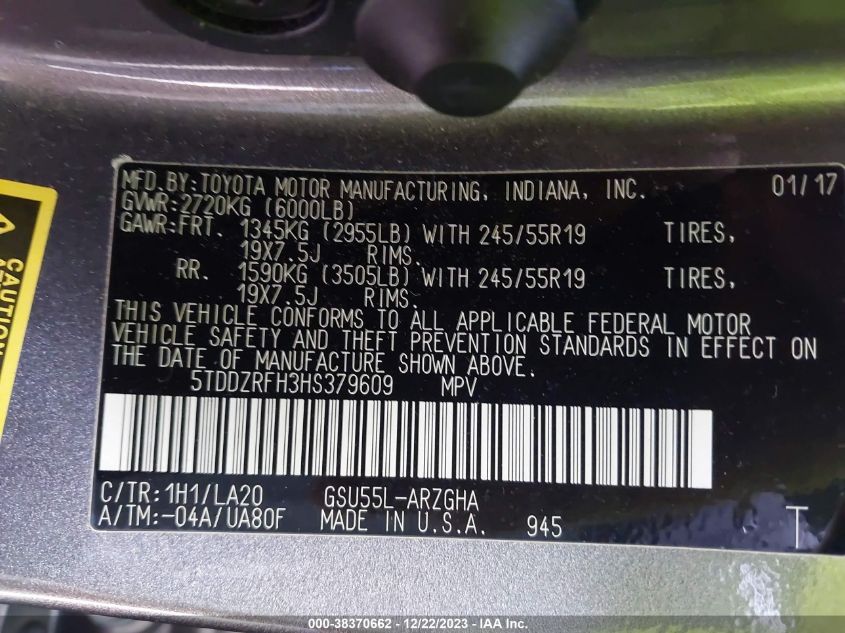 MFD.BY:TOYOTA MOTOR MANUFACTURING, INDIANA, INC. 01/17
GVWR:2720KG (6000LB)
GAWR:FRT. 1345KG (2955LB) WITH 245/55R19 TIRES,
19X7.5J RIMS.
RR. 1590KG (3505LB) WITH 245/55R19 TIRES,
19X7.5J RIMS.
THIS VEHICLE CONFORMS TO ALL APPLICABLE FEDERAL MOTOR
VEHICLE SAFETY AND THEFT PREVENTION STANDARDS IN EFFECT ON
THE DATE OF MANUFACTURE SHOWN ABOVE.
5TDDZRFH3HS379609 MPV
C/TR:1H1/LA20 GSU55L-ARZGHA
A/TM:-04A/UA80F MADE IN U.S.A. 945 T
CAUTION
000-38370662 - 12/22/2023 - IAAI.com